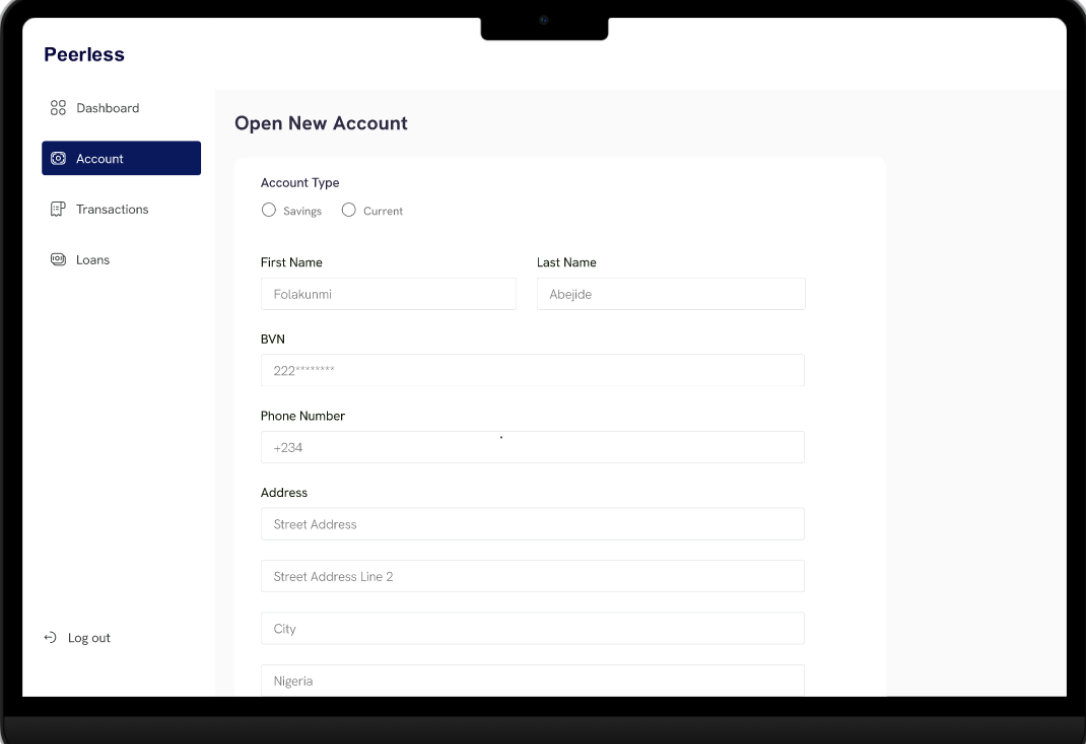 Peerless
Dashboard
Account
Transactions
Loans
Log out
Open New Account
Account Type
Savings Current
First Name Last Name
Folakunmi Abejide
BVN
222********
Phone Number
+234
Address
Street Address
Street Address Line 2
City
Nigeria